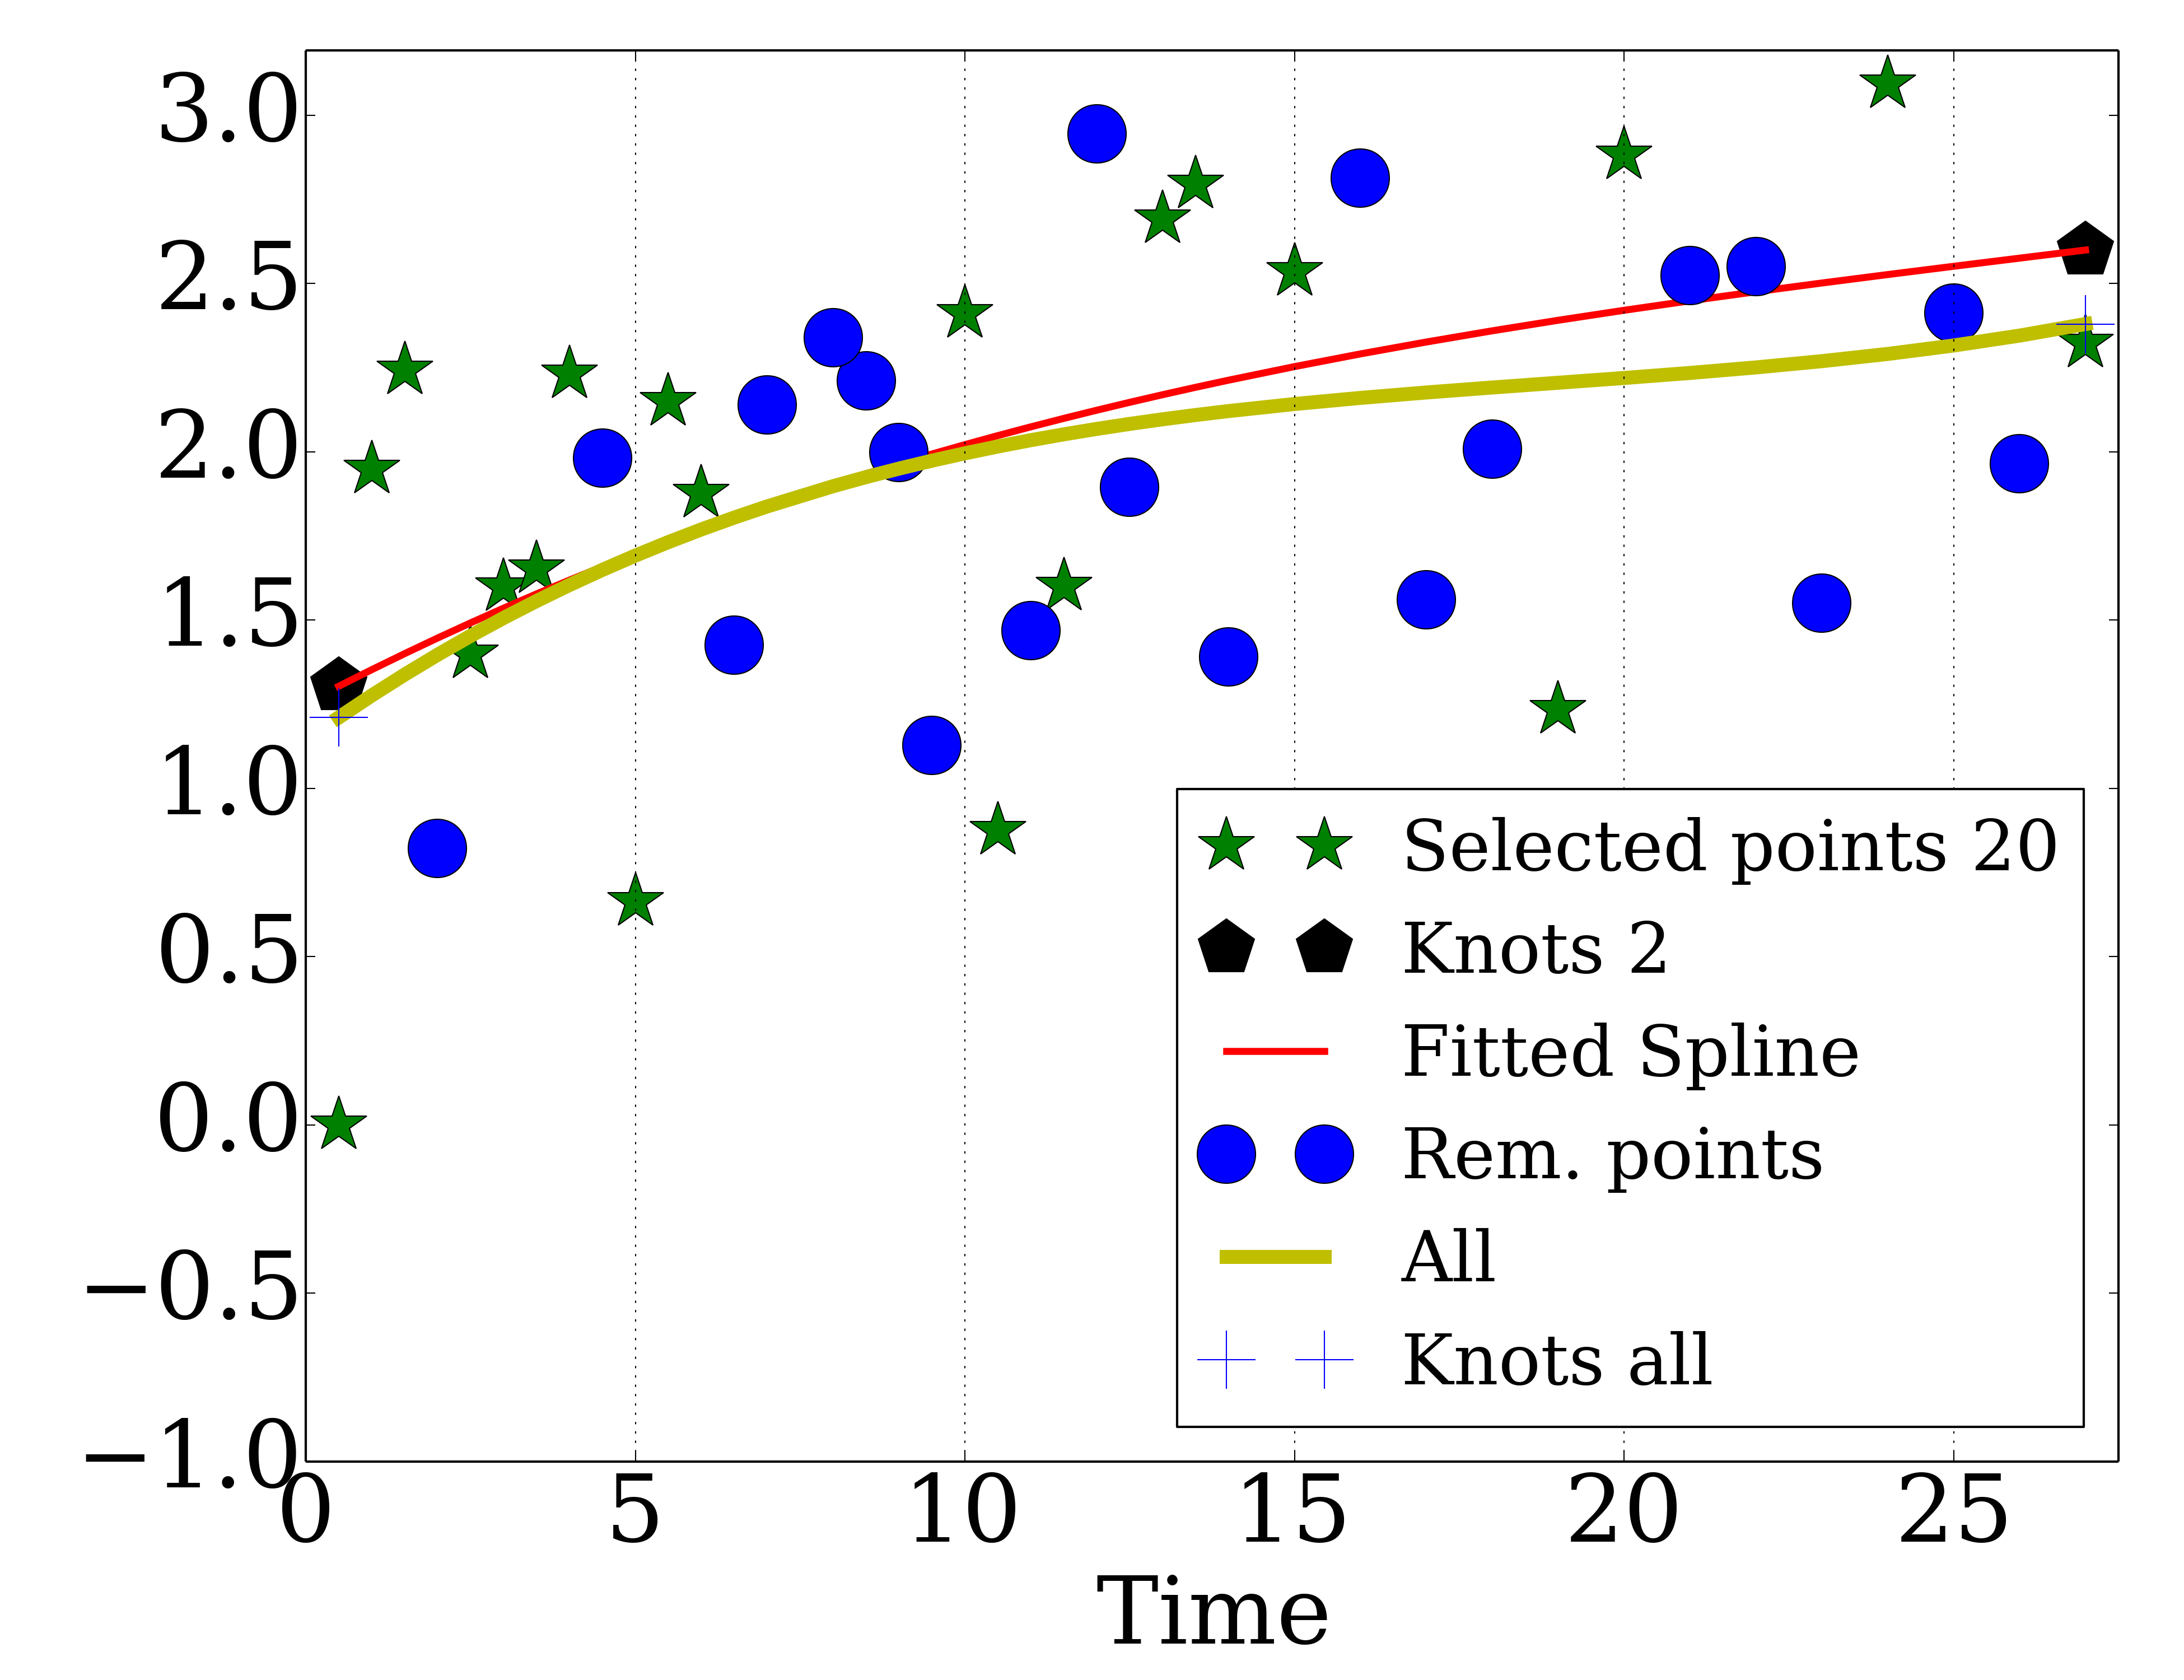 3.0
2.5
2.0
1.5
1.0
0.5
0.0
−0.5
−1.0
0 5 10 15 20 25
Time
Selected points 20
Knots 2
Fitted Spline
Rem. points
All
Knots all